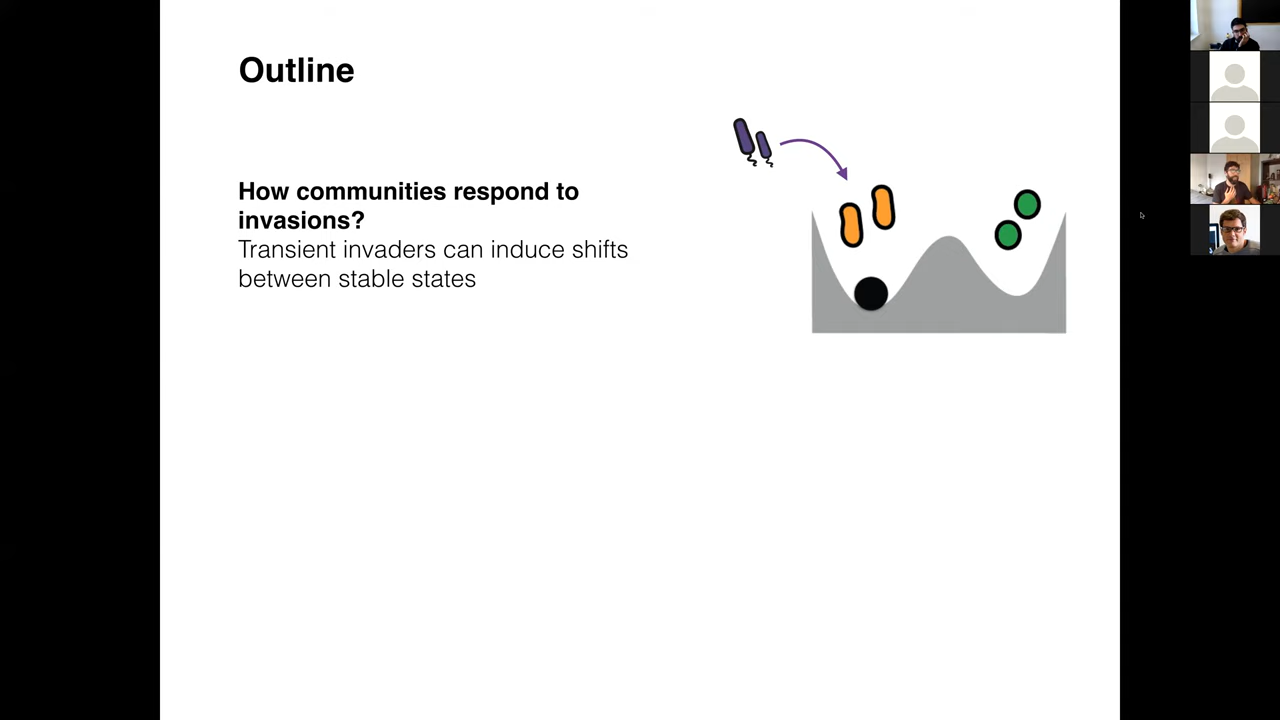 Outline
How communities respond to
invasions?
Transient invaders can induce shifts
between stable states